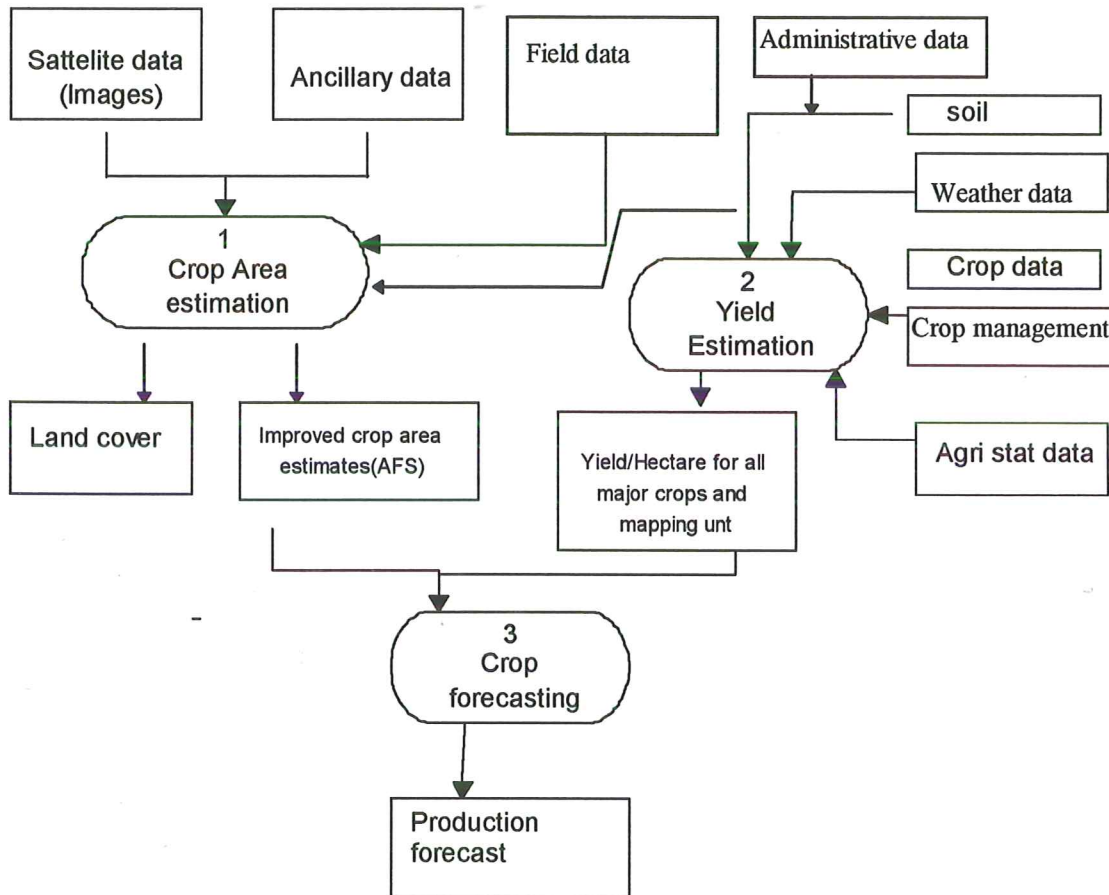 Sattelite data
(Images)
Ancillary data
Field data
Administrative data
soil
Weather data
1
Crop Area
estimation
2
Yield
Estimation
Crop data
Crop management
Land cover
Improved crop area
estimates(AFS)
Yield/Hectare for all
major crops and
mapping unt
Agri stat data
3
Crop
forecasting
Production
forecast